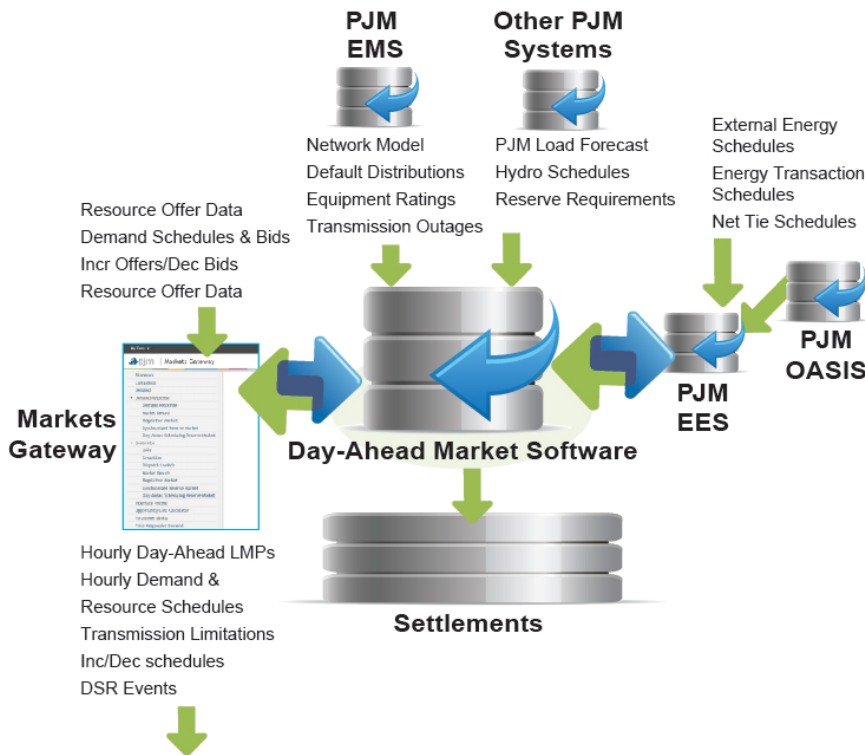 PJM
EMS
Other PJM
Systems
Network Model
Default Distributions
Equipment Ratings
Transmission Outages
PJM Load Forecast
Hydro Schedules
Reserve Requirements
External Energy
Schedules
Energy Transaction
Schedules
Net Tie Schedules
Resource Offer Data
Demand Schedules & Bids
Incr Offers/Dec Bids
Resource Offer Data
pjm Markets Gateway
Markets
Gateway
Day-Ahead Market Software
PJM
EES
PJM
OASIS
Hourly Day-Ahead LMPs
Hourly Demand &
Resource Schedules
Transmission Limitations
Inc/Dec schedules
DSR Events
Settlements